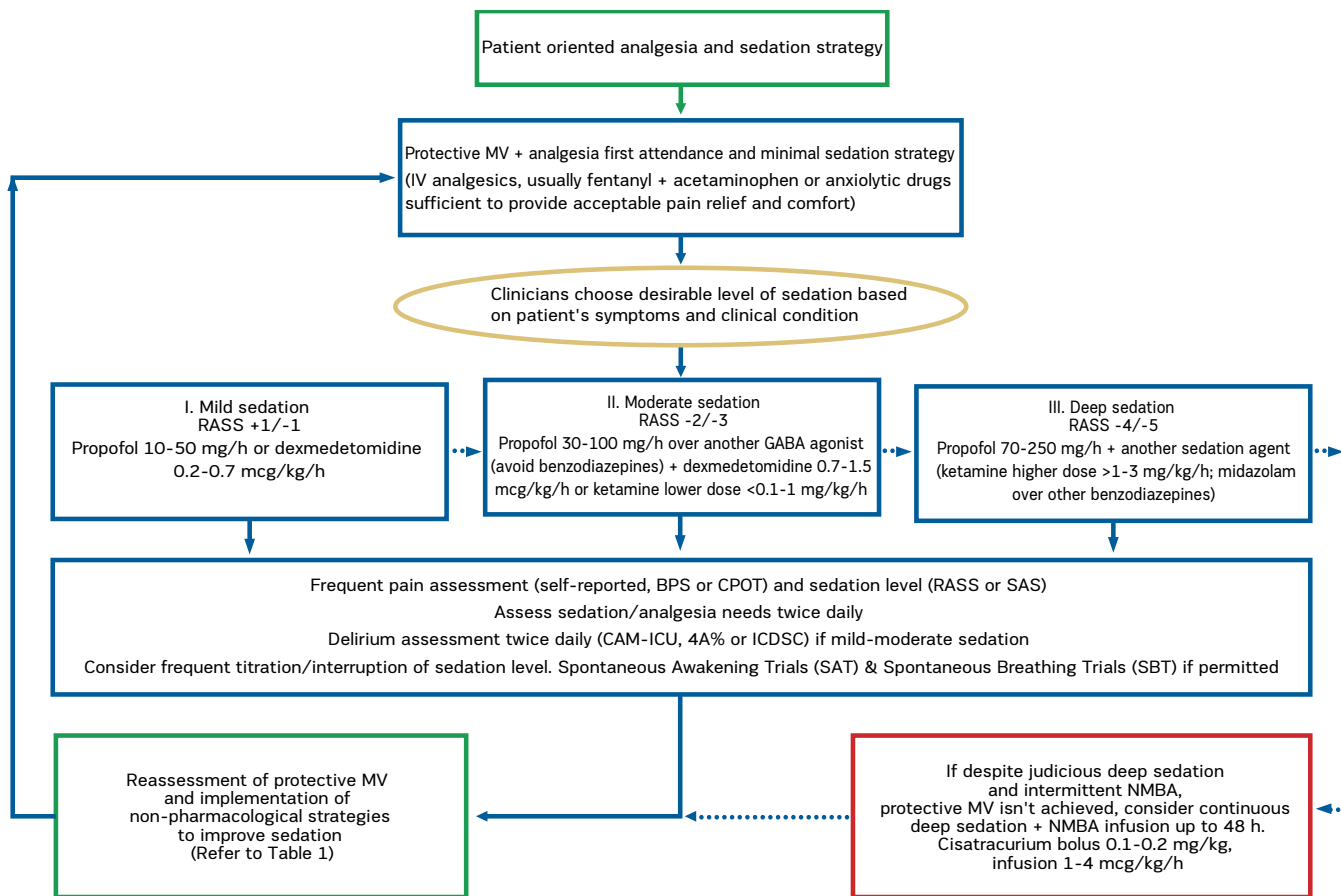 Patient oriented analgesia and sedation strategy
Protective MV + analgesia first attendance and minimal sedation strategy
(IV analgesics, usually fentanyl + acetaminophen or anxiolytic drugs
sufficient to provide acceptable pain relief and comfort)
Clinicians choose desirable level of sedation based
on patient's symptoms and clinical condition
I. Mild sedation
RASS +1/-1
Propofol 10-50 mg/h or dexmedetomidine
0.2-0.7 mcg/kg/h
II. Moderate sedation
RASS -2/-3
Propofol 30-100 mg/h over another GABA agonist
(avoid benzodiazepines) + dexmedetomidine 0.7-1.5
mcg/kg/h or ketamine lower dose <0.1-1 mg/kg/h
III. Deep sedation
RASS -4/-5
Propofol 70-250 mg/h + another sedation agent
(ketamine higher dose >1-3 mg/kg/h; midazolam
over other benzodiazepines)
Frequent pain assessment (self-reported, BPS or CPOT) and sedation level (RASS or SAS)
Assess sedation/analgesia needs twice daily
Delirium assessment twice daily (CAM-ICU, 4A% or ICDSC) if mild-moderate sedation
Consider frequent titration/interruption of sedation level. Spontaneous Awakening Trials (SAT) & Spontaneous Breathing Trials (SBT) if permitted
Reassessment of protective MV
and implementation of
non-pharmacological strategies
to improve sedation
(Refer to Table 1)
If despite judicious deep sedation
and intermittent NMBA,
protective MV isn't achieved, consider continuous
deep sedation + NMBA infusion up to 48 h.
Cisatracurium bolus 0.1-0.2 mg/kg,
infusion 1-4 mcg/kg/h